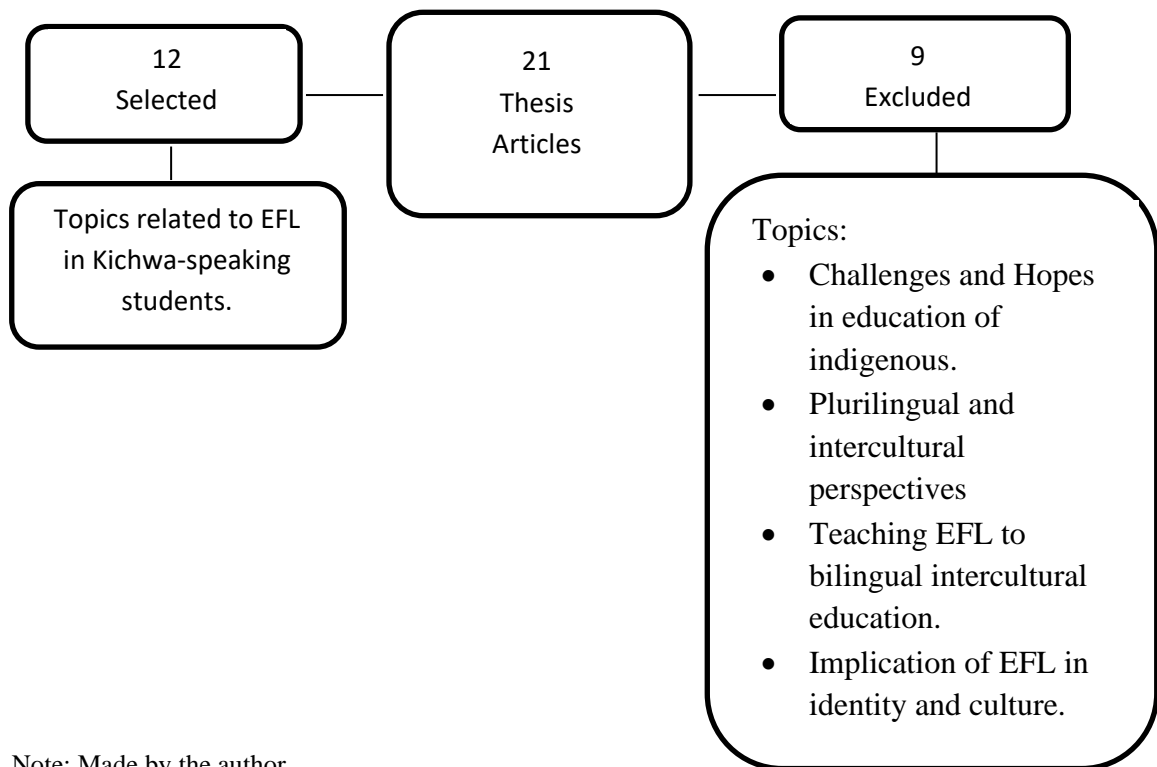 12
Selected
21
Thesis
Articles
9
Excluded
Topics related to EFL
in Kichwa-speaking
students.
Topics:
• Challenges and Hopes
in education of
indigenous.
• Plurilingual and
intercultural
perspectives
• Teaching EFL to
bilingual intercultural
education.
• Implication of EFL in
identity and culture.
Note: Made by the author